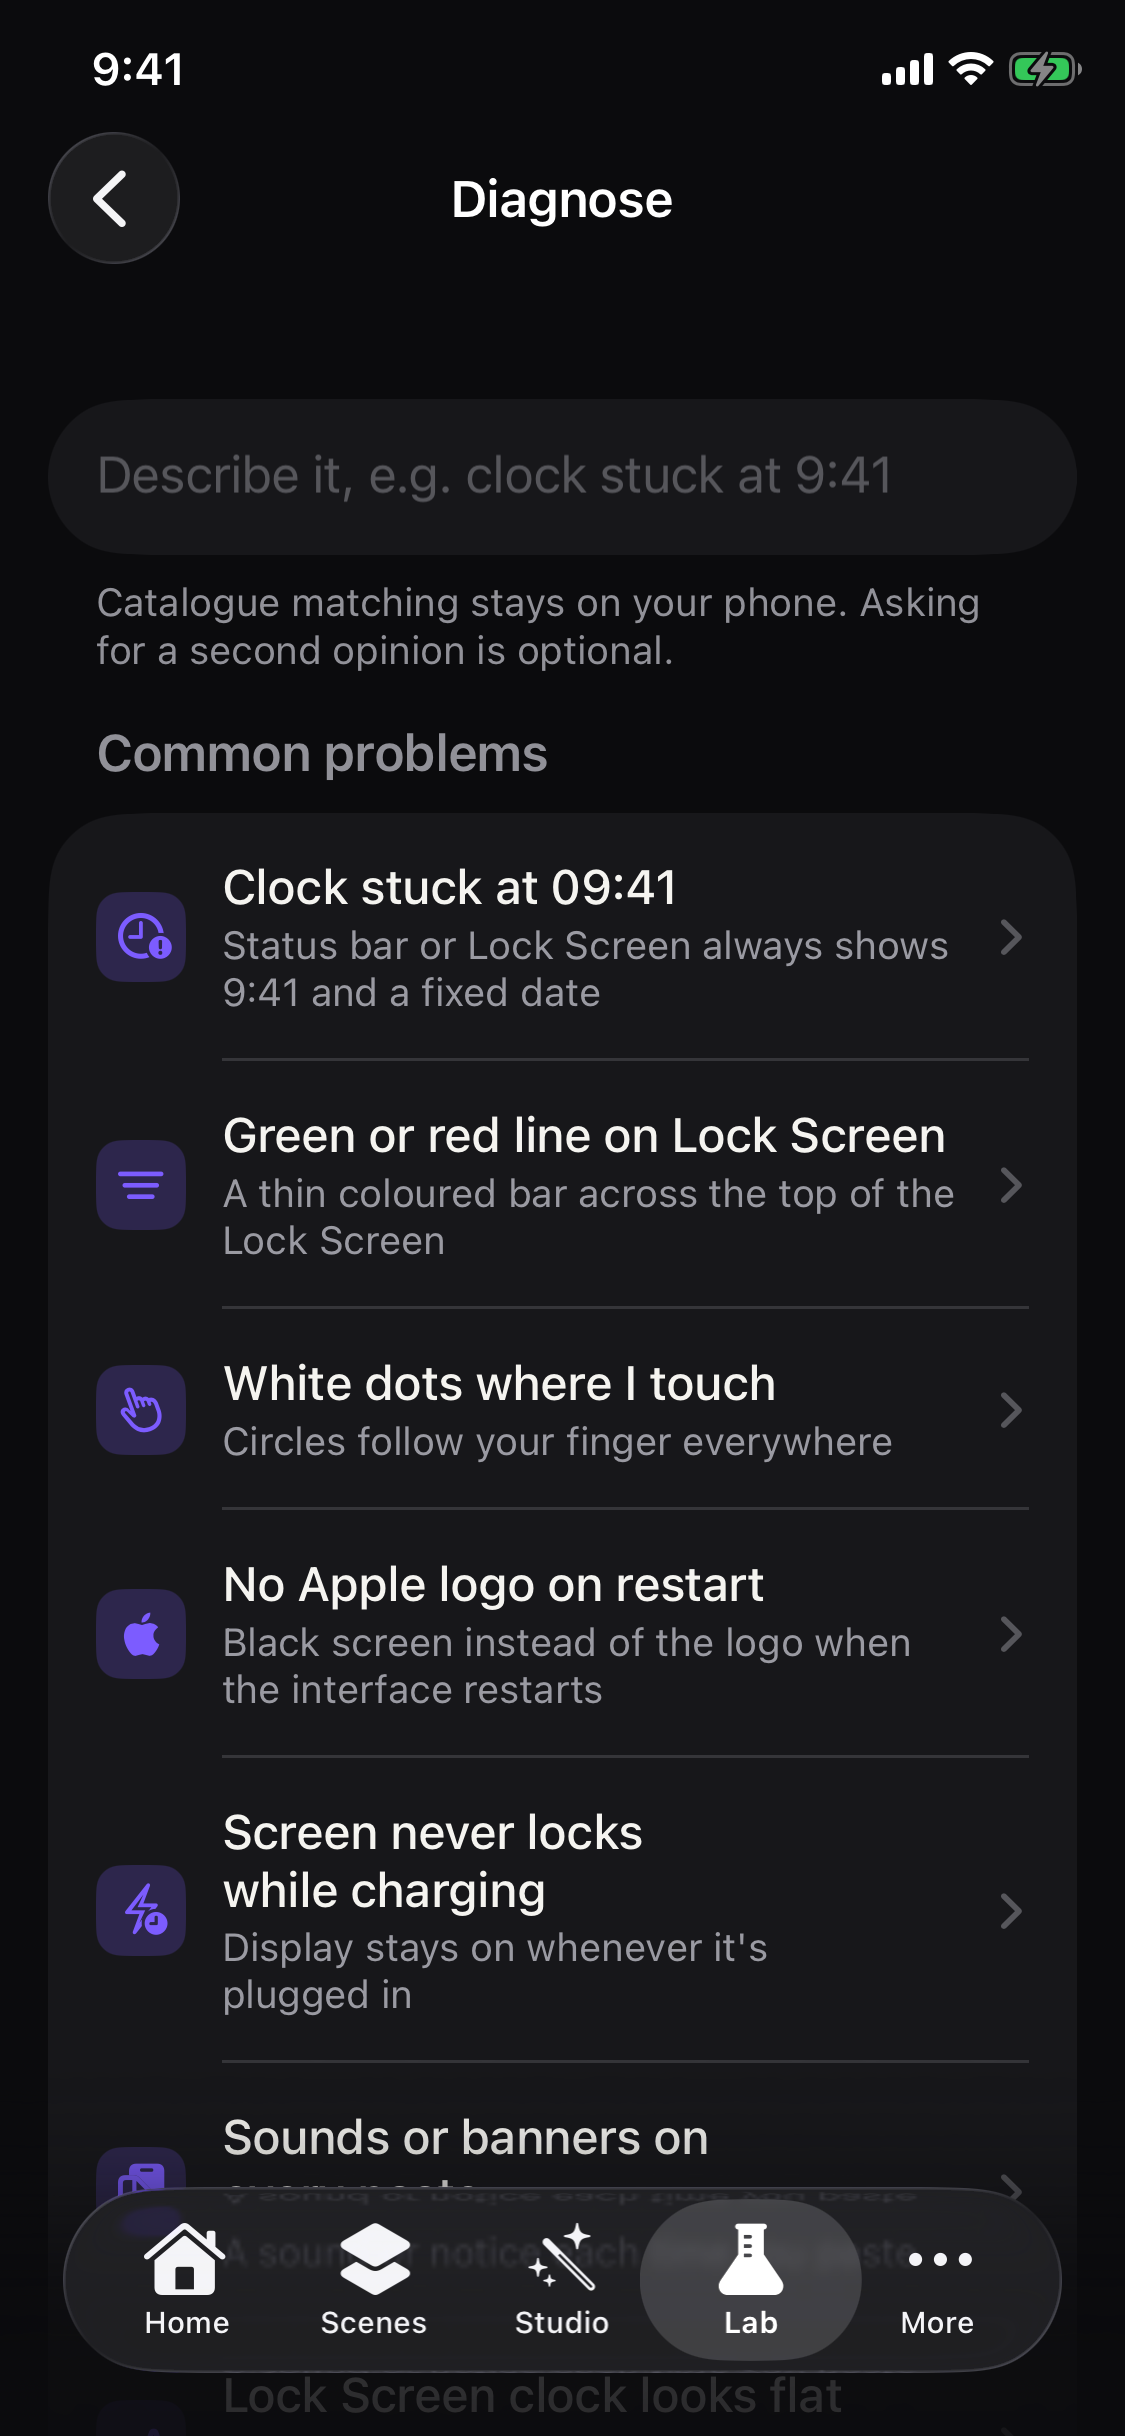 9:41
Diagnose
Describe it, e.g. clock stuck at 9:41
Catalogue matching stays on your phone. Asking
for a second opinion is optional.
Common problems
Clock stuck at 09:41
Status bar or Lock Screen always shows
9:41 and a fixed date
Green or red line on Lock Screen
A thin coloured bar across the top of the
Lock Screen
White dots where I touch
Circles follow your finger everywhere
No Apple logo on restart
Black screen instead of the logo when
the interface restarts
Screen never locks
while charging
Display stays on whenever it's
plugged in
Sounds or banners on
Home
Scenes
Studio
Lab
More
Lock Screen clock looks flat